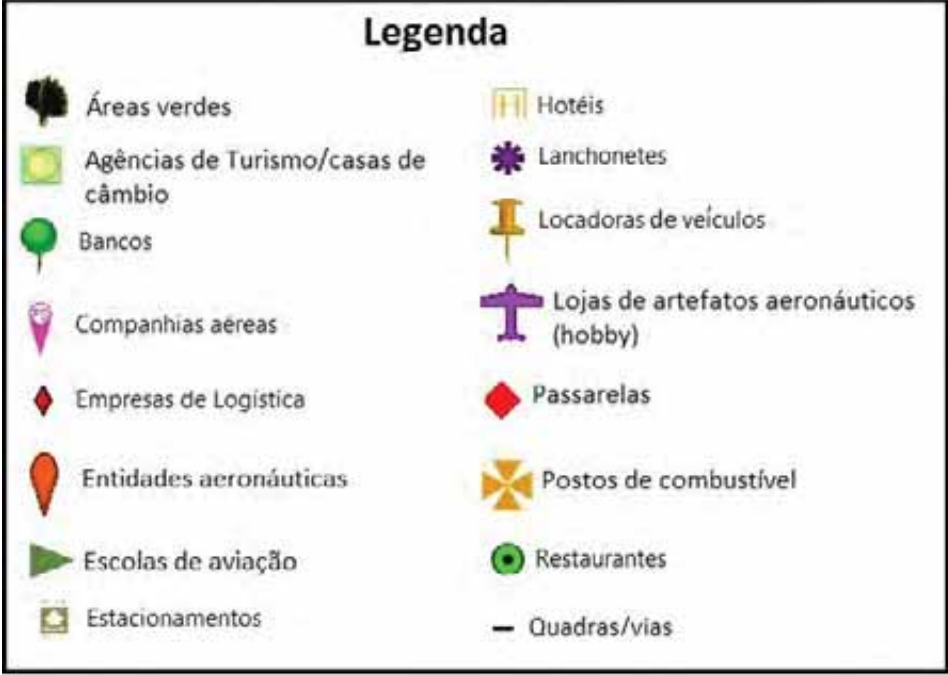 Legenda
Áreas verdes
Agências de Turismo/casas de
câmbio
Bancos
Companhias aéreas
Empresas de Logística
Entidades aeronáuticas
Escolas de aviação
Estacionamentos
H Hotéis
Lanchonetes
Locadoras de veículos
Lojas de artefatos aeronáuticos
(hobby)
Passarelas
Postos de combustível
Restaurantes
Quadras/vias